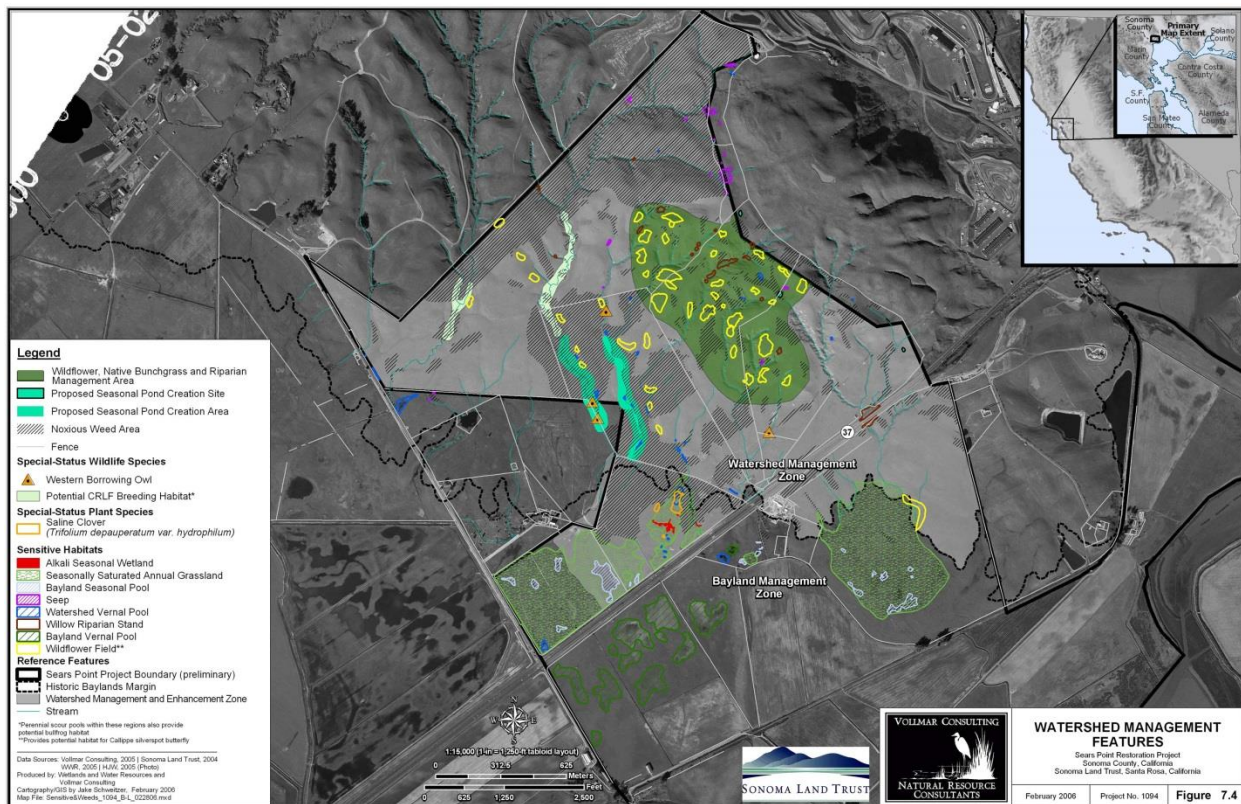 05-02
00
Sonoma
County
Primary
Map Extent
Solano
County
Marin
County
Contra Costa
County
S.F.
County
San Mateo
County
Alameda
County
Legend
Wildflower, Native Bunchgrass and Riparian
Management Area
Proposed Seasonal Pond Creation Site
Proposed Seasonal Pond Creation Area
Noxious Weed Area
Fence
Special-Status Wildlife Species
Western Borrowing Owl
Potential CRLF Breeding Habitat*
Special-Status Plant Species
Saline Clover
(Trifolium depauperatum var. hydrophilum)
Sensitive Habitats
Alkali Seasonal Wetland
Seasonally Saturated Annual Grassland
Bayland Seasonal Pool
Seep
Watershed Vernal Pool
Willow Riparian Stand
Bayland Vernal Pool
Wildflower Field**
Reference Features
Sears Point Project Boundary (preliminary)
Historic Baylands Margin
Watershed Management and Enhancement Zone
Stream
*Perennial scour pools within these regions also provide
potential bullfrog habitat
**Provides potential habitat for Callippe silverspot butterfly
Data Sources: Vollmar Consulting, 2005 | Sonoma Land Trust, 2004
WWR, 2005 | HJW, 2005 (Photo)
Produced by: Wetlands and Water Resources and
Vollmar Consulting
Cartography/GIS by Jake Schweitzer, February 2006
Map File: Sensitive&Weeds_1094_B-L_022806.mxd
37
Watershed Management
Zone
Bayland Management
Zone
N
W E
S
1:15,000 (1-in = 1,250-ft tabloid layout)
0 312.5 625
Meters
Feet
0 1,250 2,500
SONOMA LAND TRUST
VOLLMAR CONSULTING
NATURAL RESOURCE
CONSULTANTS
WATERSHED MANAGEMENT
FEATURES
Sears Point Restoration Project
Sonoma County, California
Sonoma Land Trust, Santa Rosa, California
February 2006
Project No. 1094
Figure 7.4